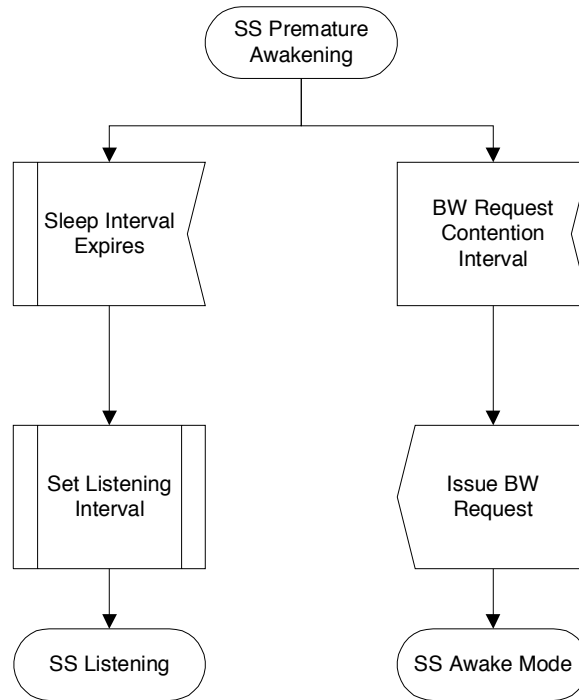 SS Premature
Awakening
Sleep Interval
Expires
BW Request
Contention
Interval
Set Listening
Interval
Issue BW
Request
SS Listening
SS Awake Mode